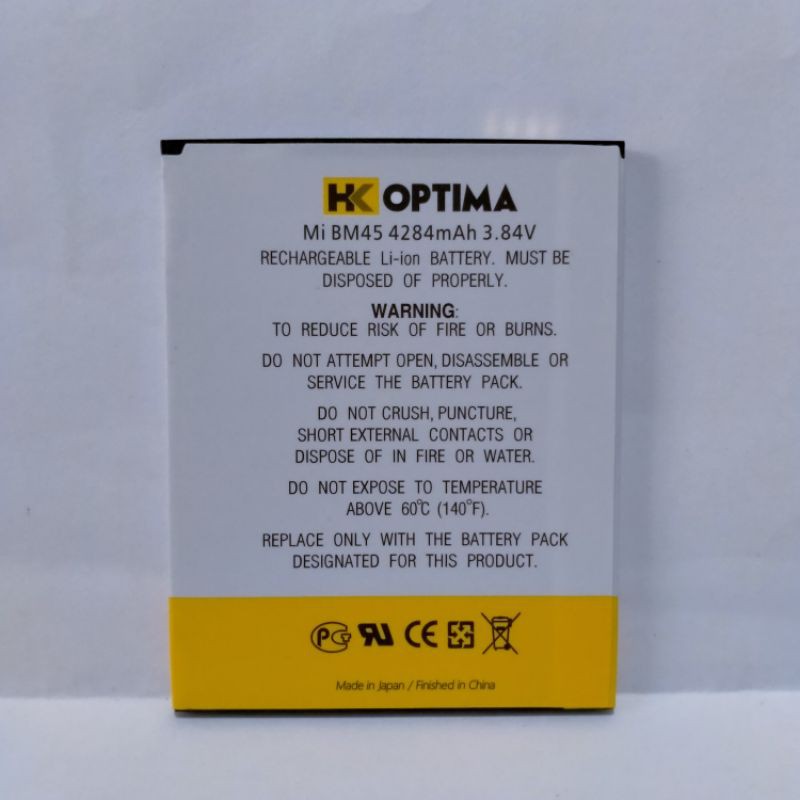 HK OPTIMA
Mi BM45 4284mAh 3.84V
RECHARGEABLE Li-ion BATTERY. MUST BE
DISPOSED OF PROPERLY.
WARNING:
TO REDUCE RISK OF FIRE OR BURNS.
DO NOT ATTEMPT OPEN, DISASSEMBLE OR
SERVICE THE BATTERY PACK.
DO NOT CRUSH, PUNCTURE,
SHORT EXTERNAL CONTACTS OR
DISPOSE OF IN FIRE OR WATER.
DO NOT EXPOSE TO TEMPERATURE
ABOVE 60°C (140°F).
REPLACE ONLY WITH THE BATTERY PACK
DESIGNATED FOR THIS PRODUCT.
CE
Made in Japan / Finished in China